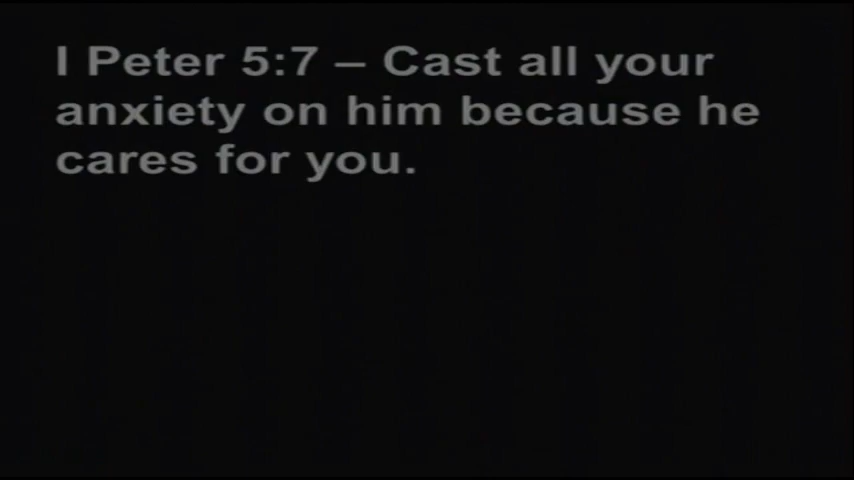 I Peter 5:7 – Cast all your
anxiety on him because he
cares for you.